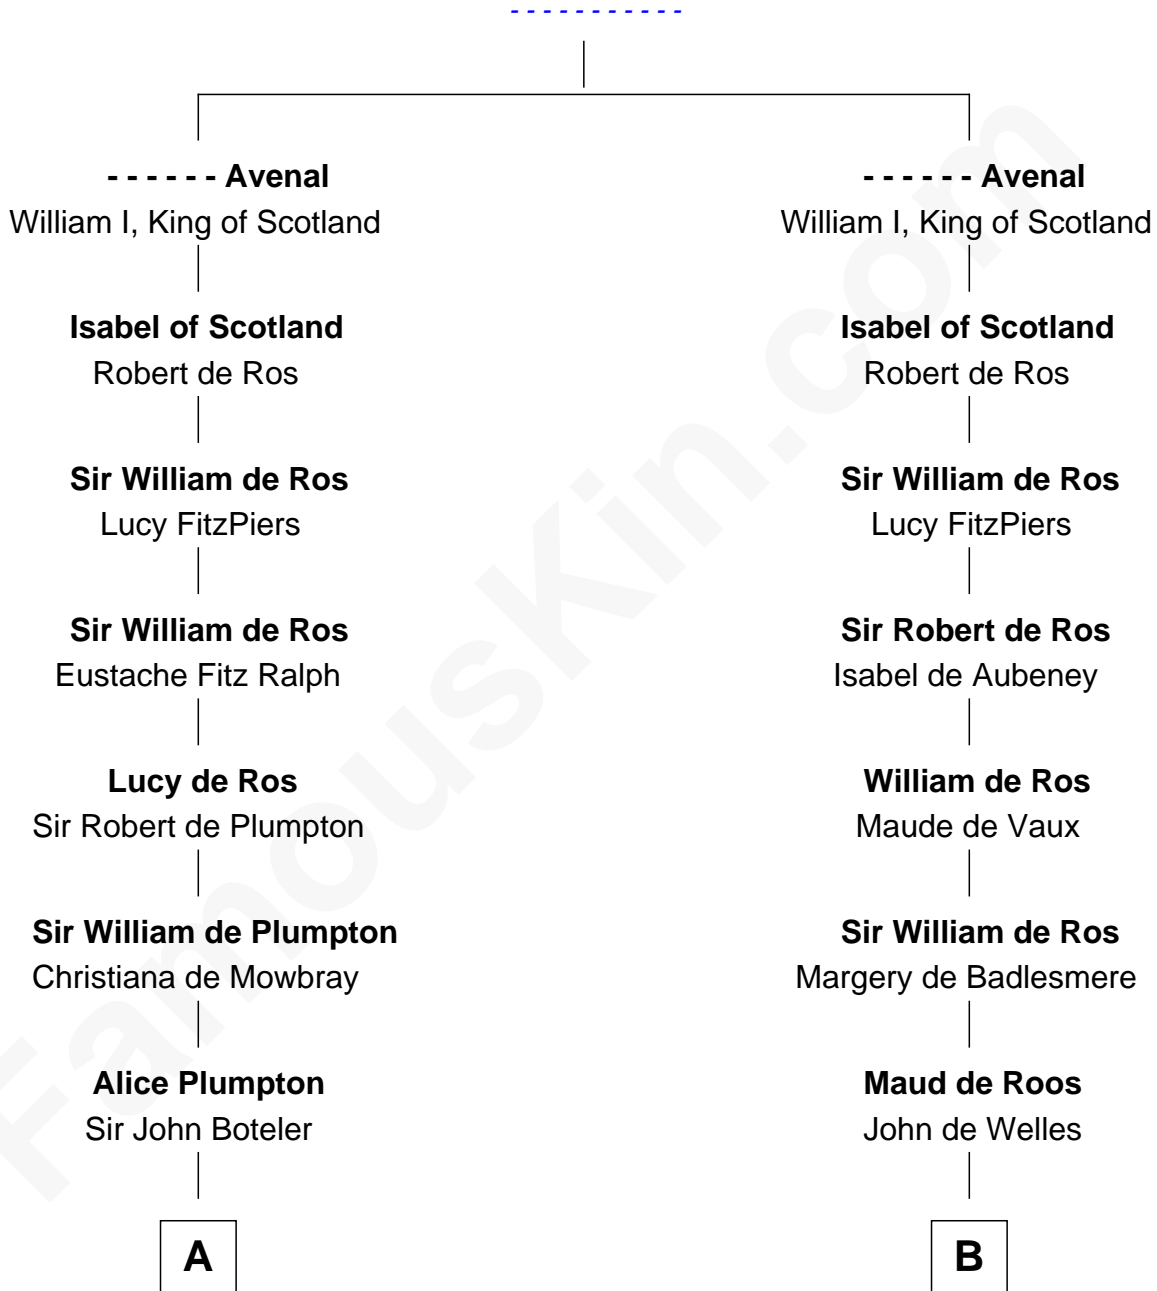 - - - - - - - - - - -
- - - - - - Avenal
William I, King of Scotland
Isabel of Scotland
Robert de Ros
Sir William de Ros
Lucy FitzPiers
Sir William de Ros
Eustache Fitz Ralph
Lucy de Ros
Sir Robert de Plumpton
Sir William de Plumpton
Christiana de Mowbray
Alice Plumpton
Sir John Boteler
A
- - - - - - Avenal
William I, King of Scotland
Isabel of Scotland
Robert de Ros
Sir William de Ros
Lucy FitzPiers
Sir Robert de Ros
Isabel de Aubeney
William de Ros
Maude de Vaux
Sir William de Ros
Margery de Badlesmere
Maud de Roos
John de Welles
B
FamousKin.com